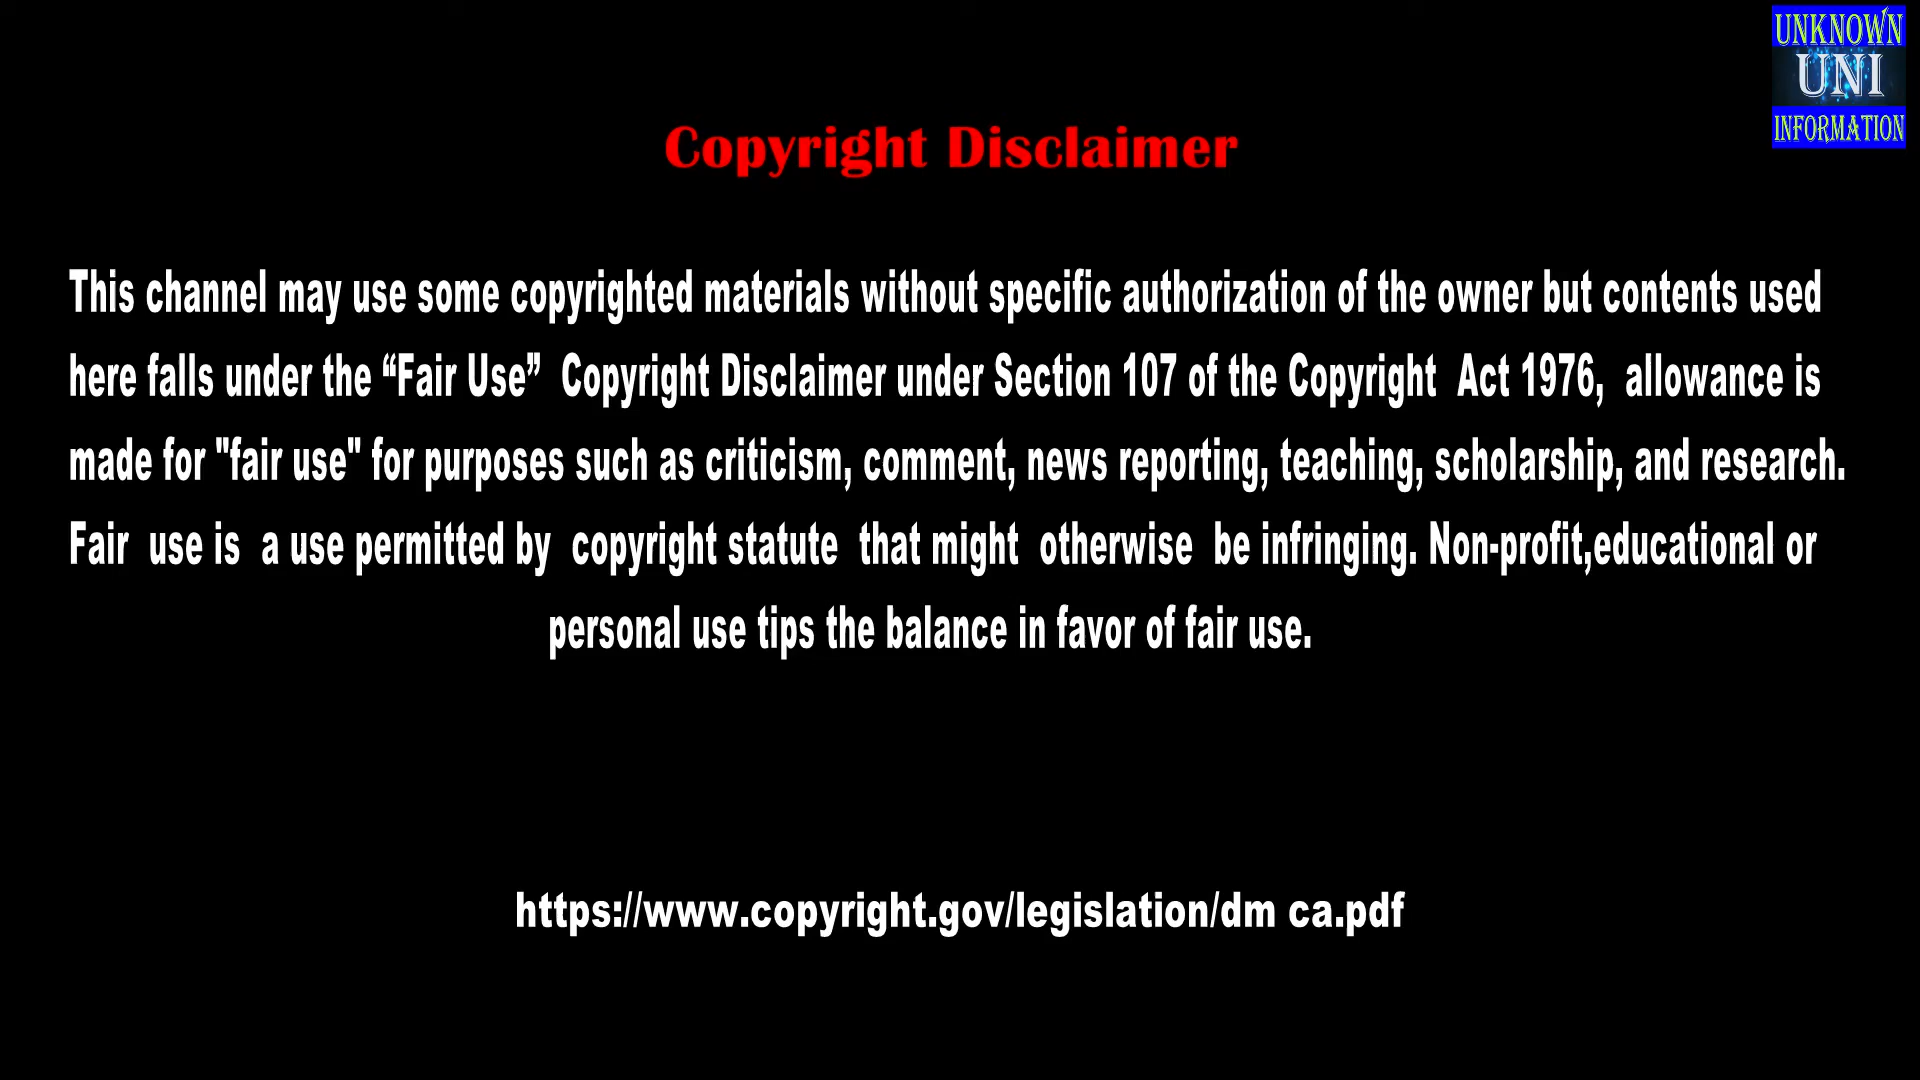 UNKNOWN
UNI
INFORMATION
Copyright Disclaimer
This channel may use some copyrighted materials without specific authorization of the owner but contents used
here falls under the “Fair Use”  Copyright Disclaimer under Section 107 of the Copyright  Act 1976,  allowance is
made for "fair use" for purposes such as criticism, comment, news reporting, teaching, scholarship, and research.
Fair  use is  a use permitted by  copyright statute  that might  otherwise  be infringing. Non-profit,educational or
personal use tips the balance in favor of fair use.
https://www.copyright.gov/legislation/dm ca.pdf